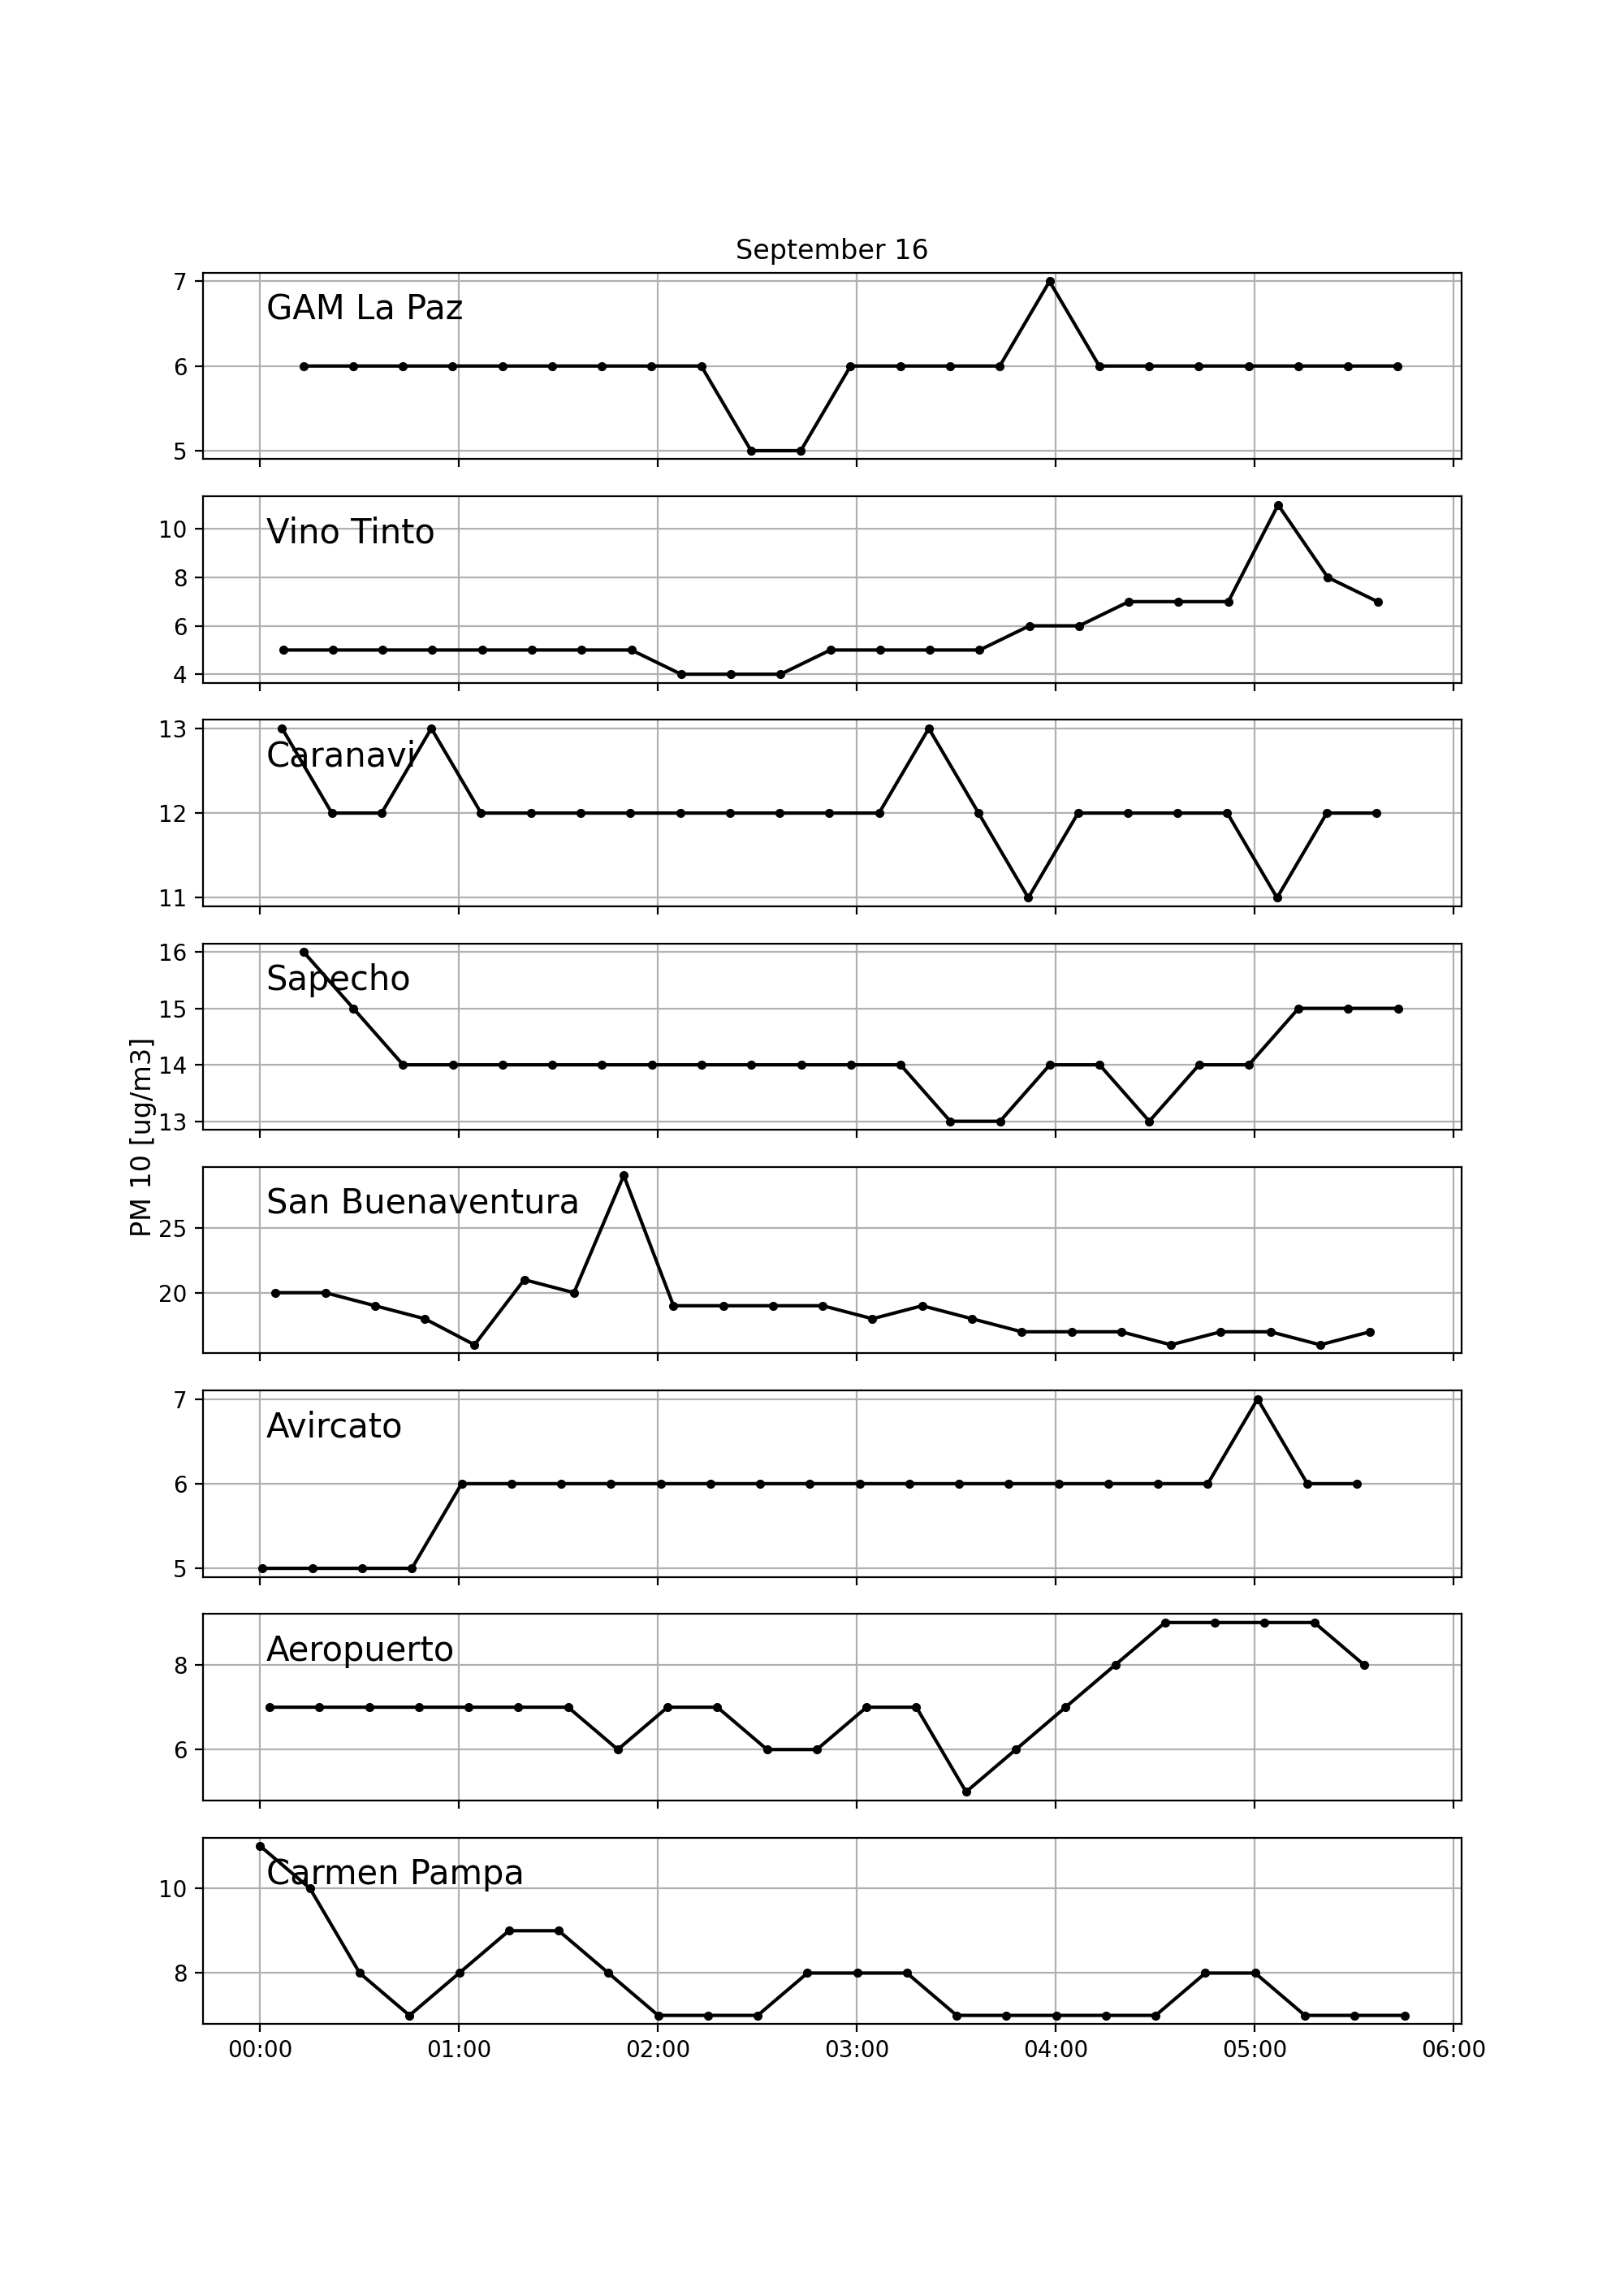 September 16
7
GAM La Paz
6
5
10
Vino Tinto
8
6
4
13
Caranavi
12
11
16
Sapecho
15
14
13
PM 10 [ug/m3]
San Buenaventura
25
20
7
Avircato
6
5
Aeropuerto
8
6
Carmen Pampa
10
8
00:00 01:00 02:00 03:00 04:00 05:00 06:00